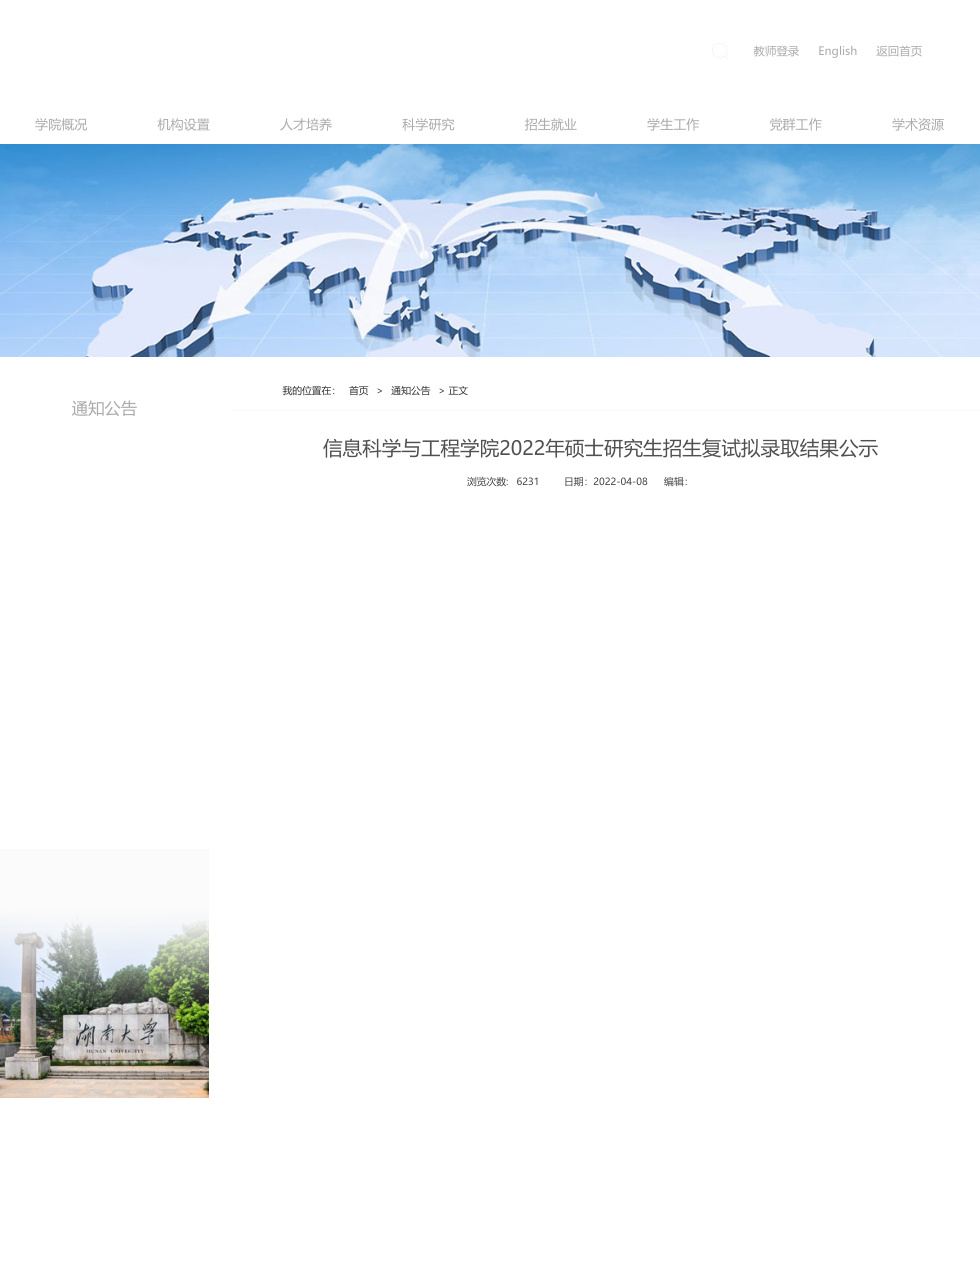 教师登录 English 返回首页
学院概况 机构设置 人才培养 科学研究 招生就业 学生工作 党群工作 学术资源
我的位置在： 首页 > 通知公告 > 正文
通知公告
信息科学与工程学院2022年硕士研究生招生复试拟录取结果公示
浏览次数: 6231 日期：2022-04-08 编辑：
湖南大学
HUNAN UNIVERSITY